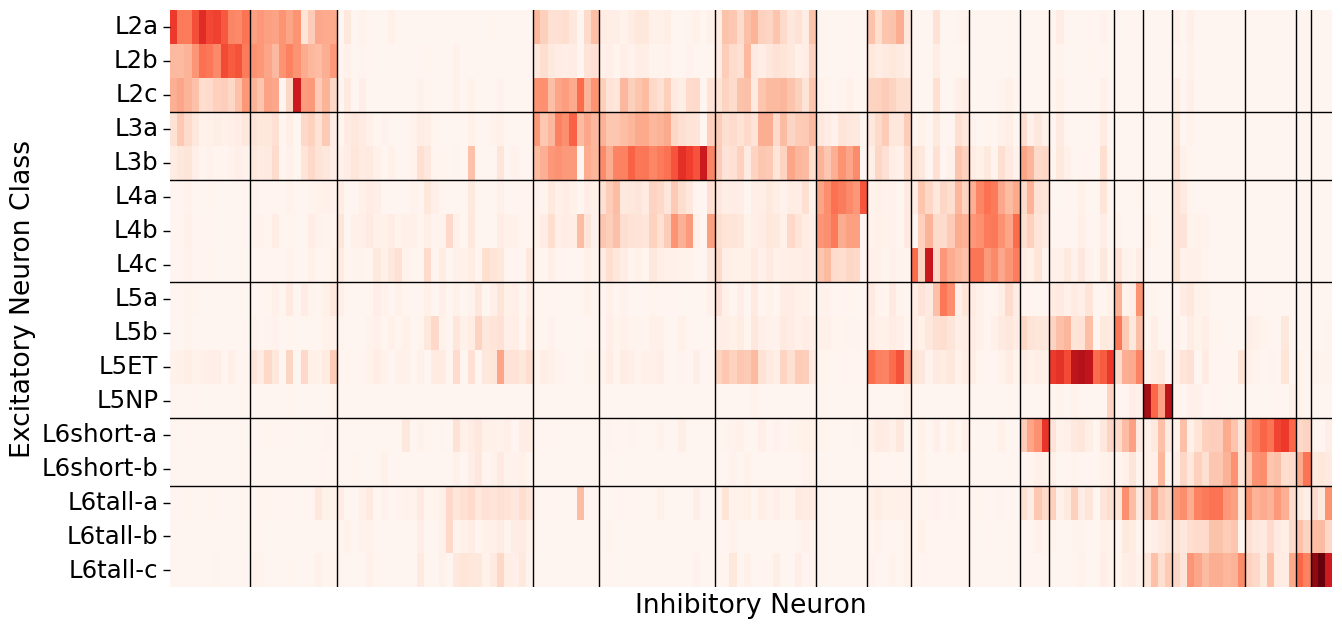 L2a
L2b
L2c
L3a
L3b
L4a
L4b
L4c
L5a
L5b
L5ET
L5NP
L6short-a
L6short-b
L6tall-a
L6tall-b
L6tall-c
Excitatory Neuron Class
Inhibitory Neuron